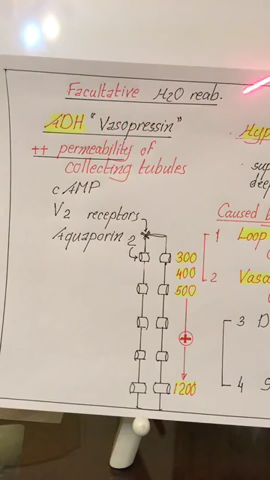 Facultative H2O reab.
ADH "Vasopressin"
++ permeability of
collecting tubules
cAMP
V2 receptors
Aquaporin 2
300
400
500
+
1200
Hyp
Caused
1 Loop
2 Vasa
3 D
4